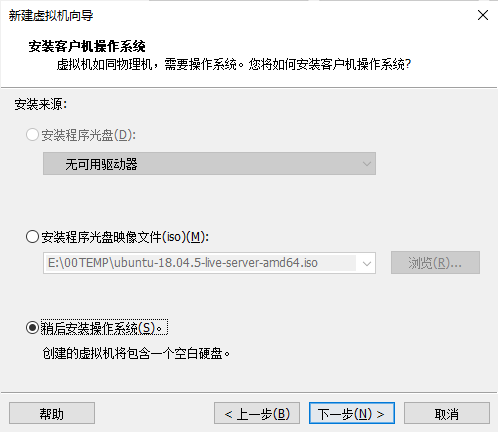 新建虚拟机向导
安装客户机操作系统
虚拟机如同物理机，需要操作系统。您将如何安装客户机操作系统?
安装来源:
安装程序光盘(D):
无可用驱动器
安装程序光盘映像文件(iso)(M):
E:\00TEMP\ubuntu-18.04.5-live-server-amd64.iso
浏览(R)...
稍后安装操作系统(S)。
创建的虚拟机将包含一个空白硬盘。
帮助
< 上一步(B)
下一步(N) >
取消